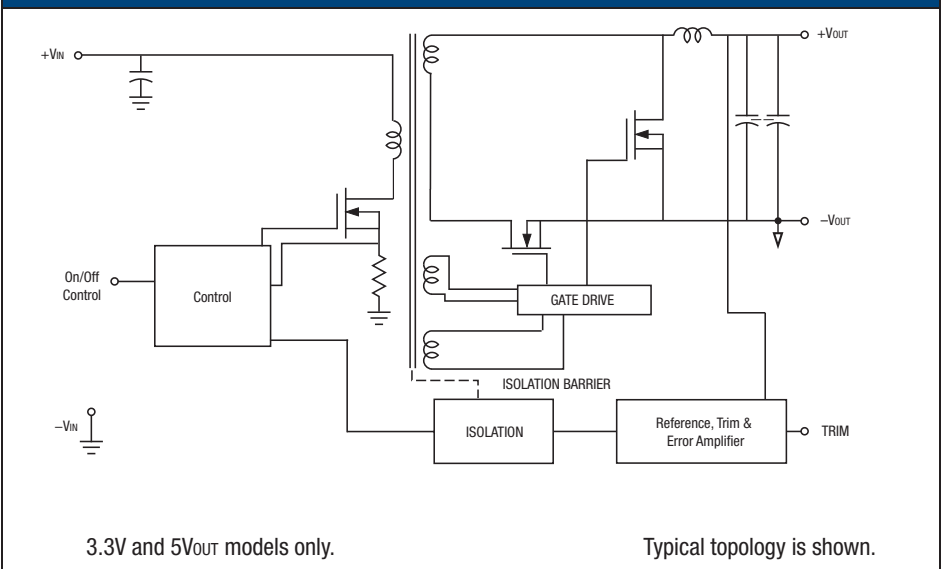 +VIN
+VOUT
−VOUT
On/Off
Control
Control
GATE DRIVE
ISOLATION BARRIER
−VIN
ISOLATION
Reference, Trim &
Error Amplifier
TRIM
3.3V and 5VOUT models only.
Typical topology is shown.